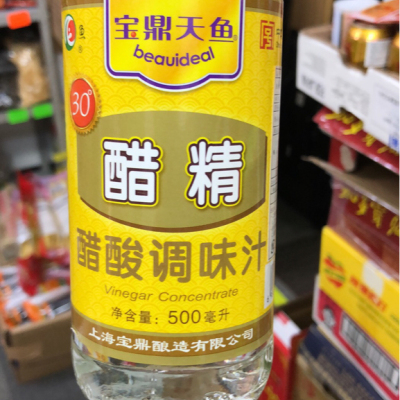 宝鼎天鱼
beauideal
30°
醋精
醋酸调味汁
Vinegar Concentrate
净含量：500毫升
上海宝鼎酿造有限公司